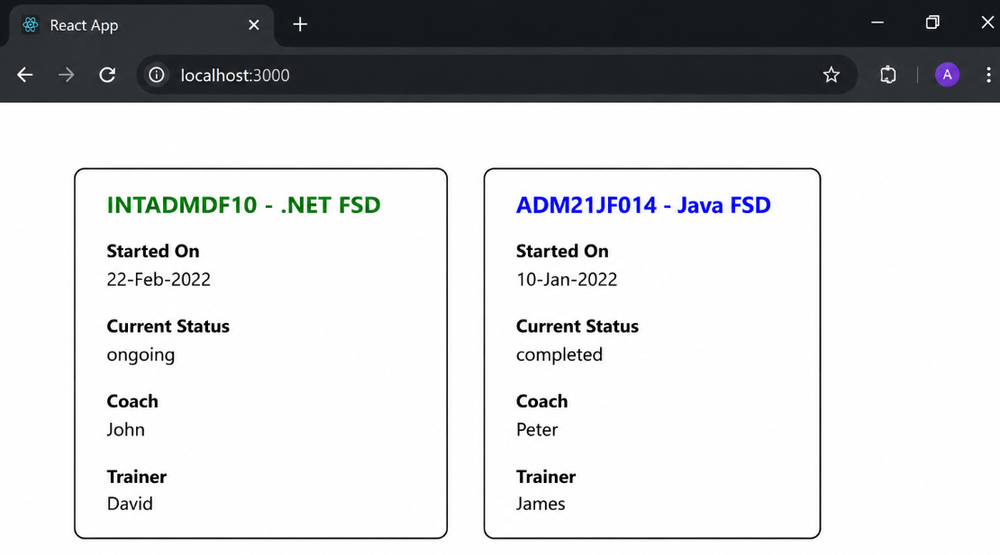 React App
localhost:3000
A
INTADMDF10 - .NET FSD
Started On
22-Feb-2022
Current Status
ongoing
Coach
John
Trainer
David
ADM21JF014 - Java FSD
Started On
10-Jan-2022
Current Status
completed
Coach
Peter
Trainer
James